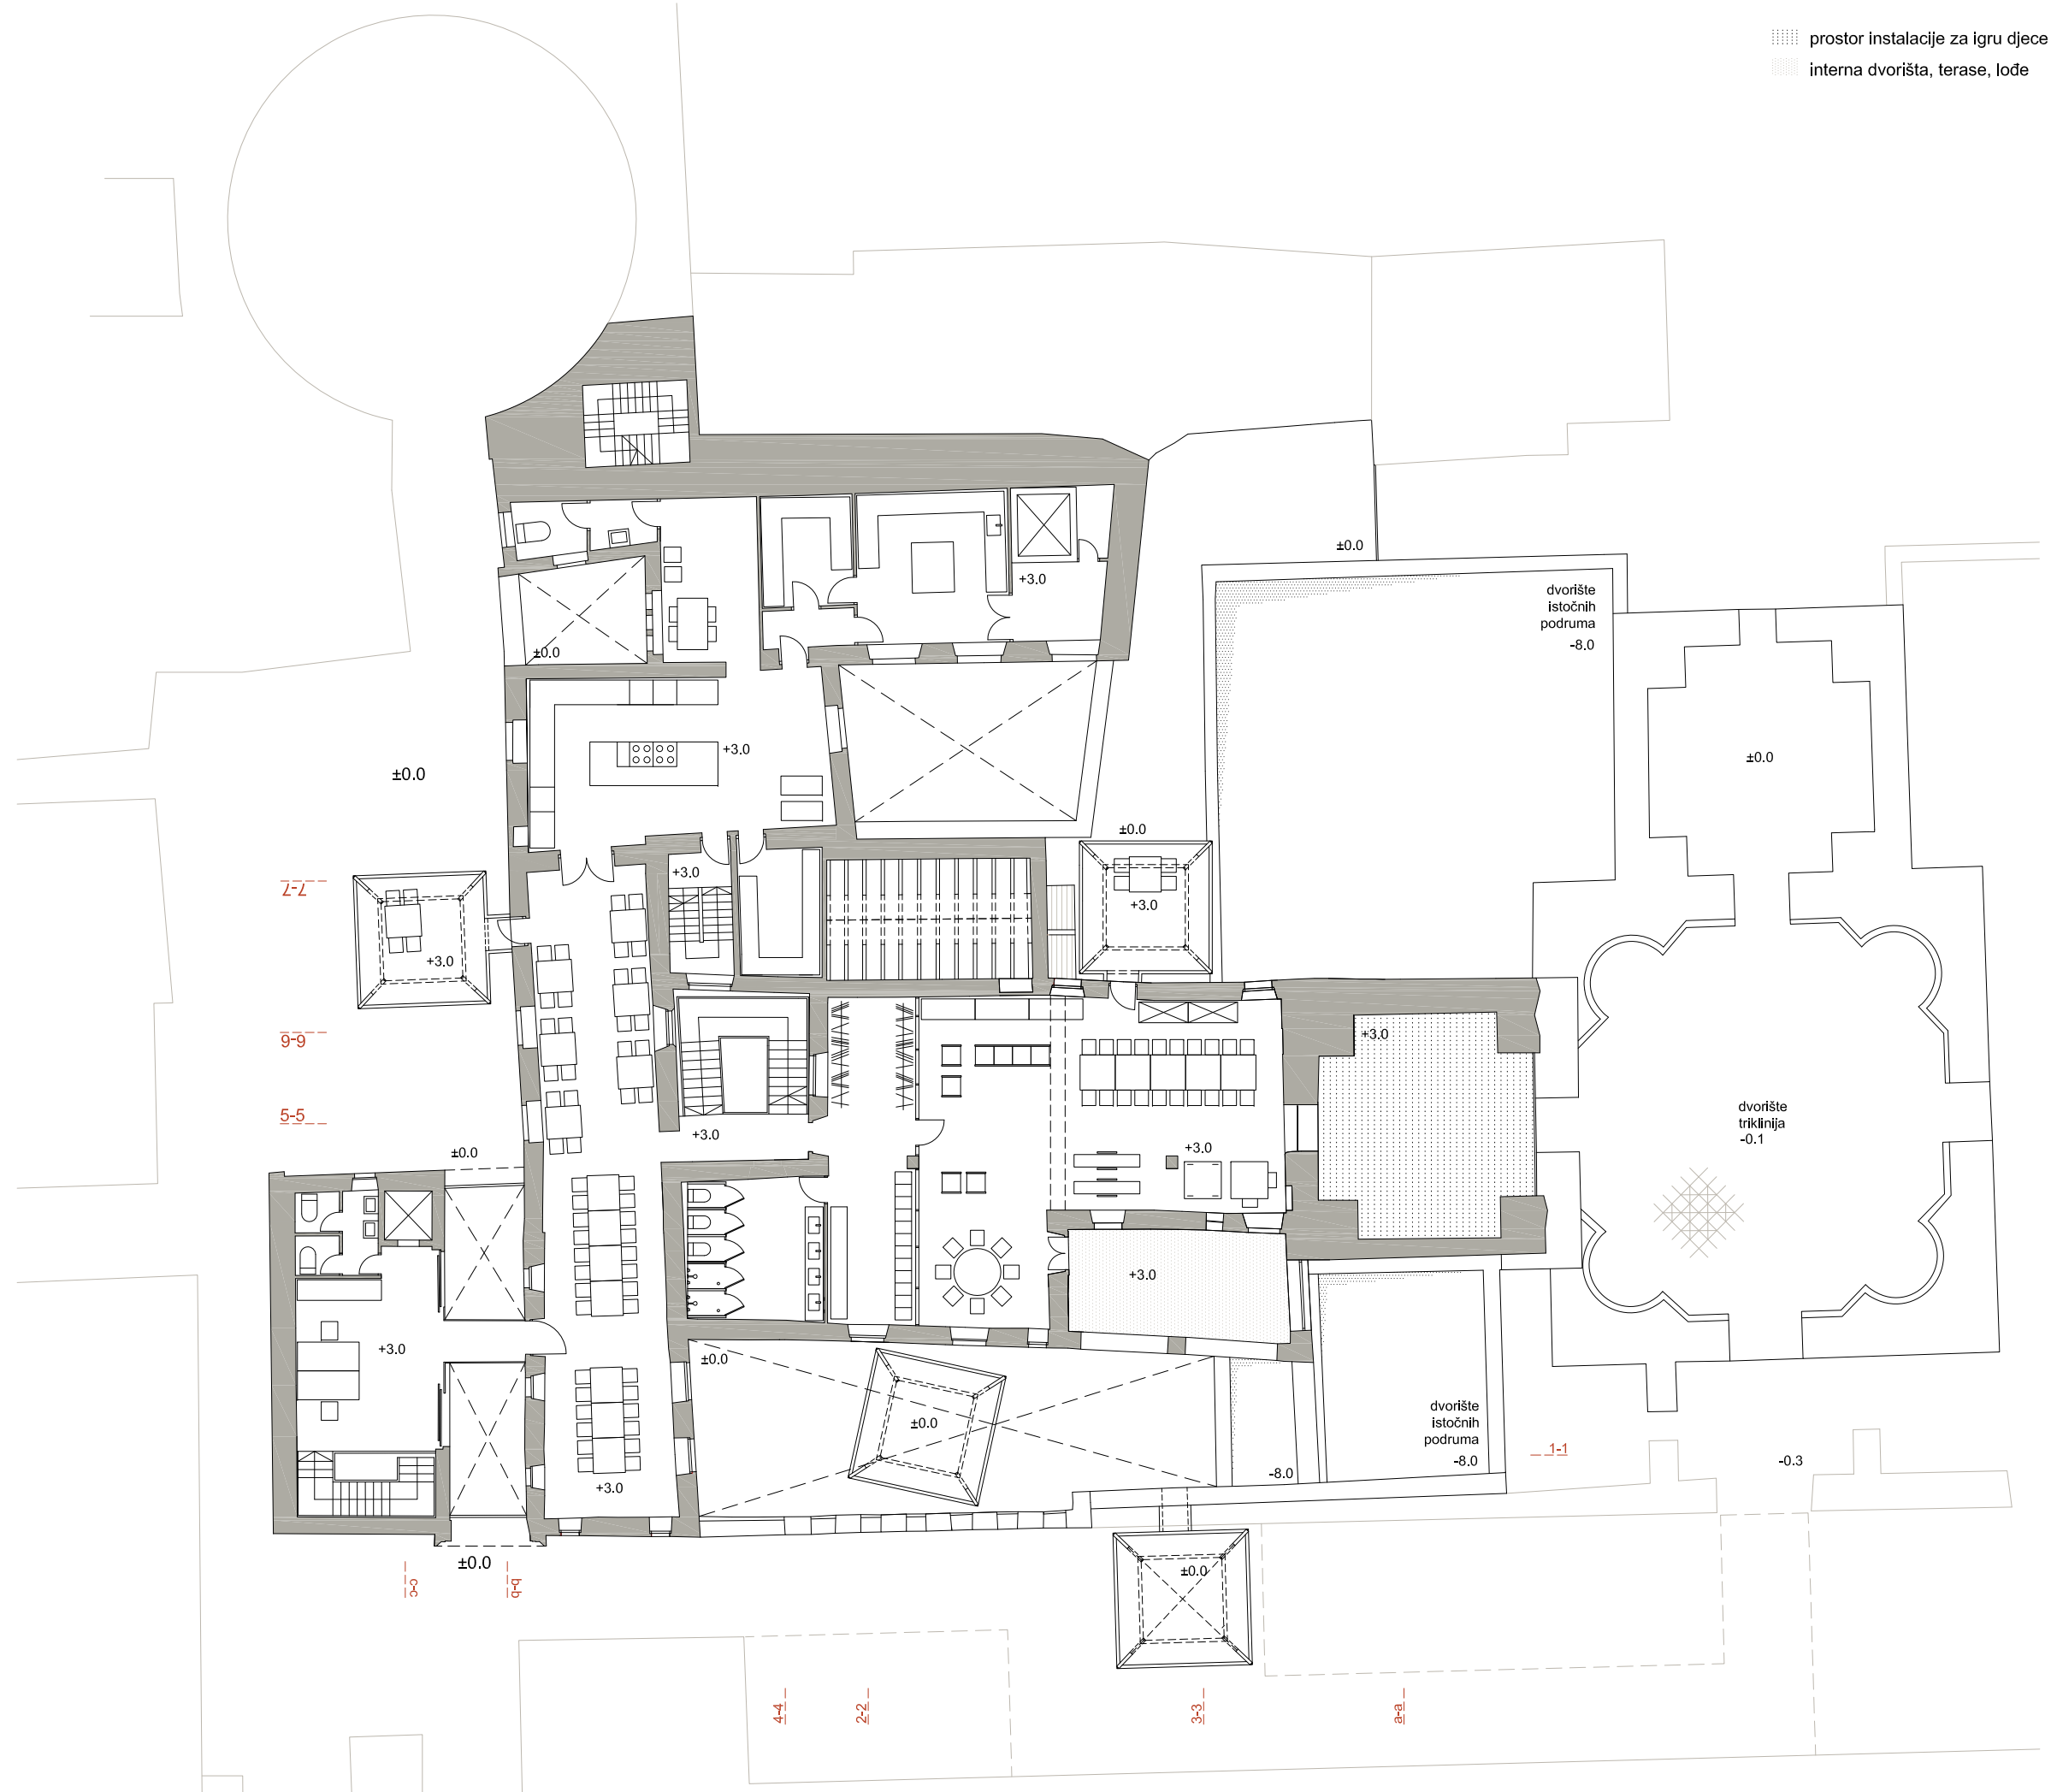 prostor instalacije za igru djece
interna dvorišta, terase, lođe
±0.0
+3.0
dvorište
istočnih
podruma
-8.0
±0.0
+3.0
±0.0
±0.0
±0.0
+3.0
7-7
+3.0
+3.0
+3.0
+3.0
9-9
5-5
dvorište
triklinija
-0.1
+3.0
±0.0
+3.0
+3.0
+3.0
±0.0
±0.0
dvorište
istočnih
podruma
-8.0
-8.0
1-1
-0.3
+3.0
±0.0
±0.0
c-c
b-b
4-4
2-2
3-3
a-a